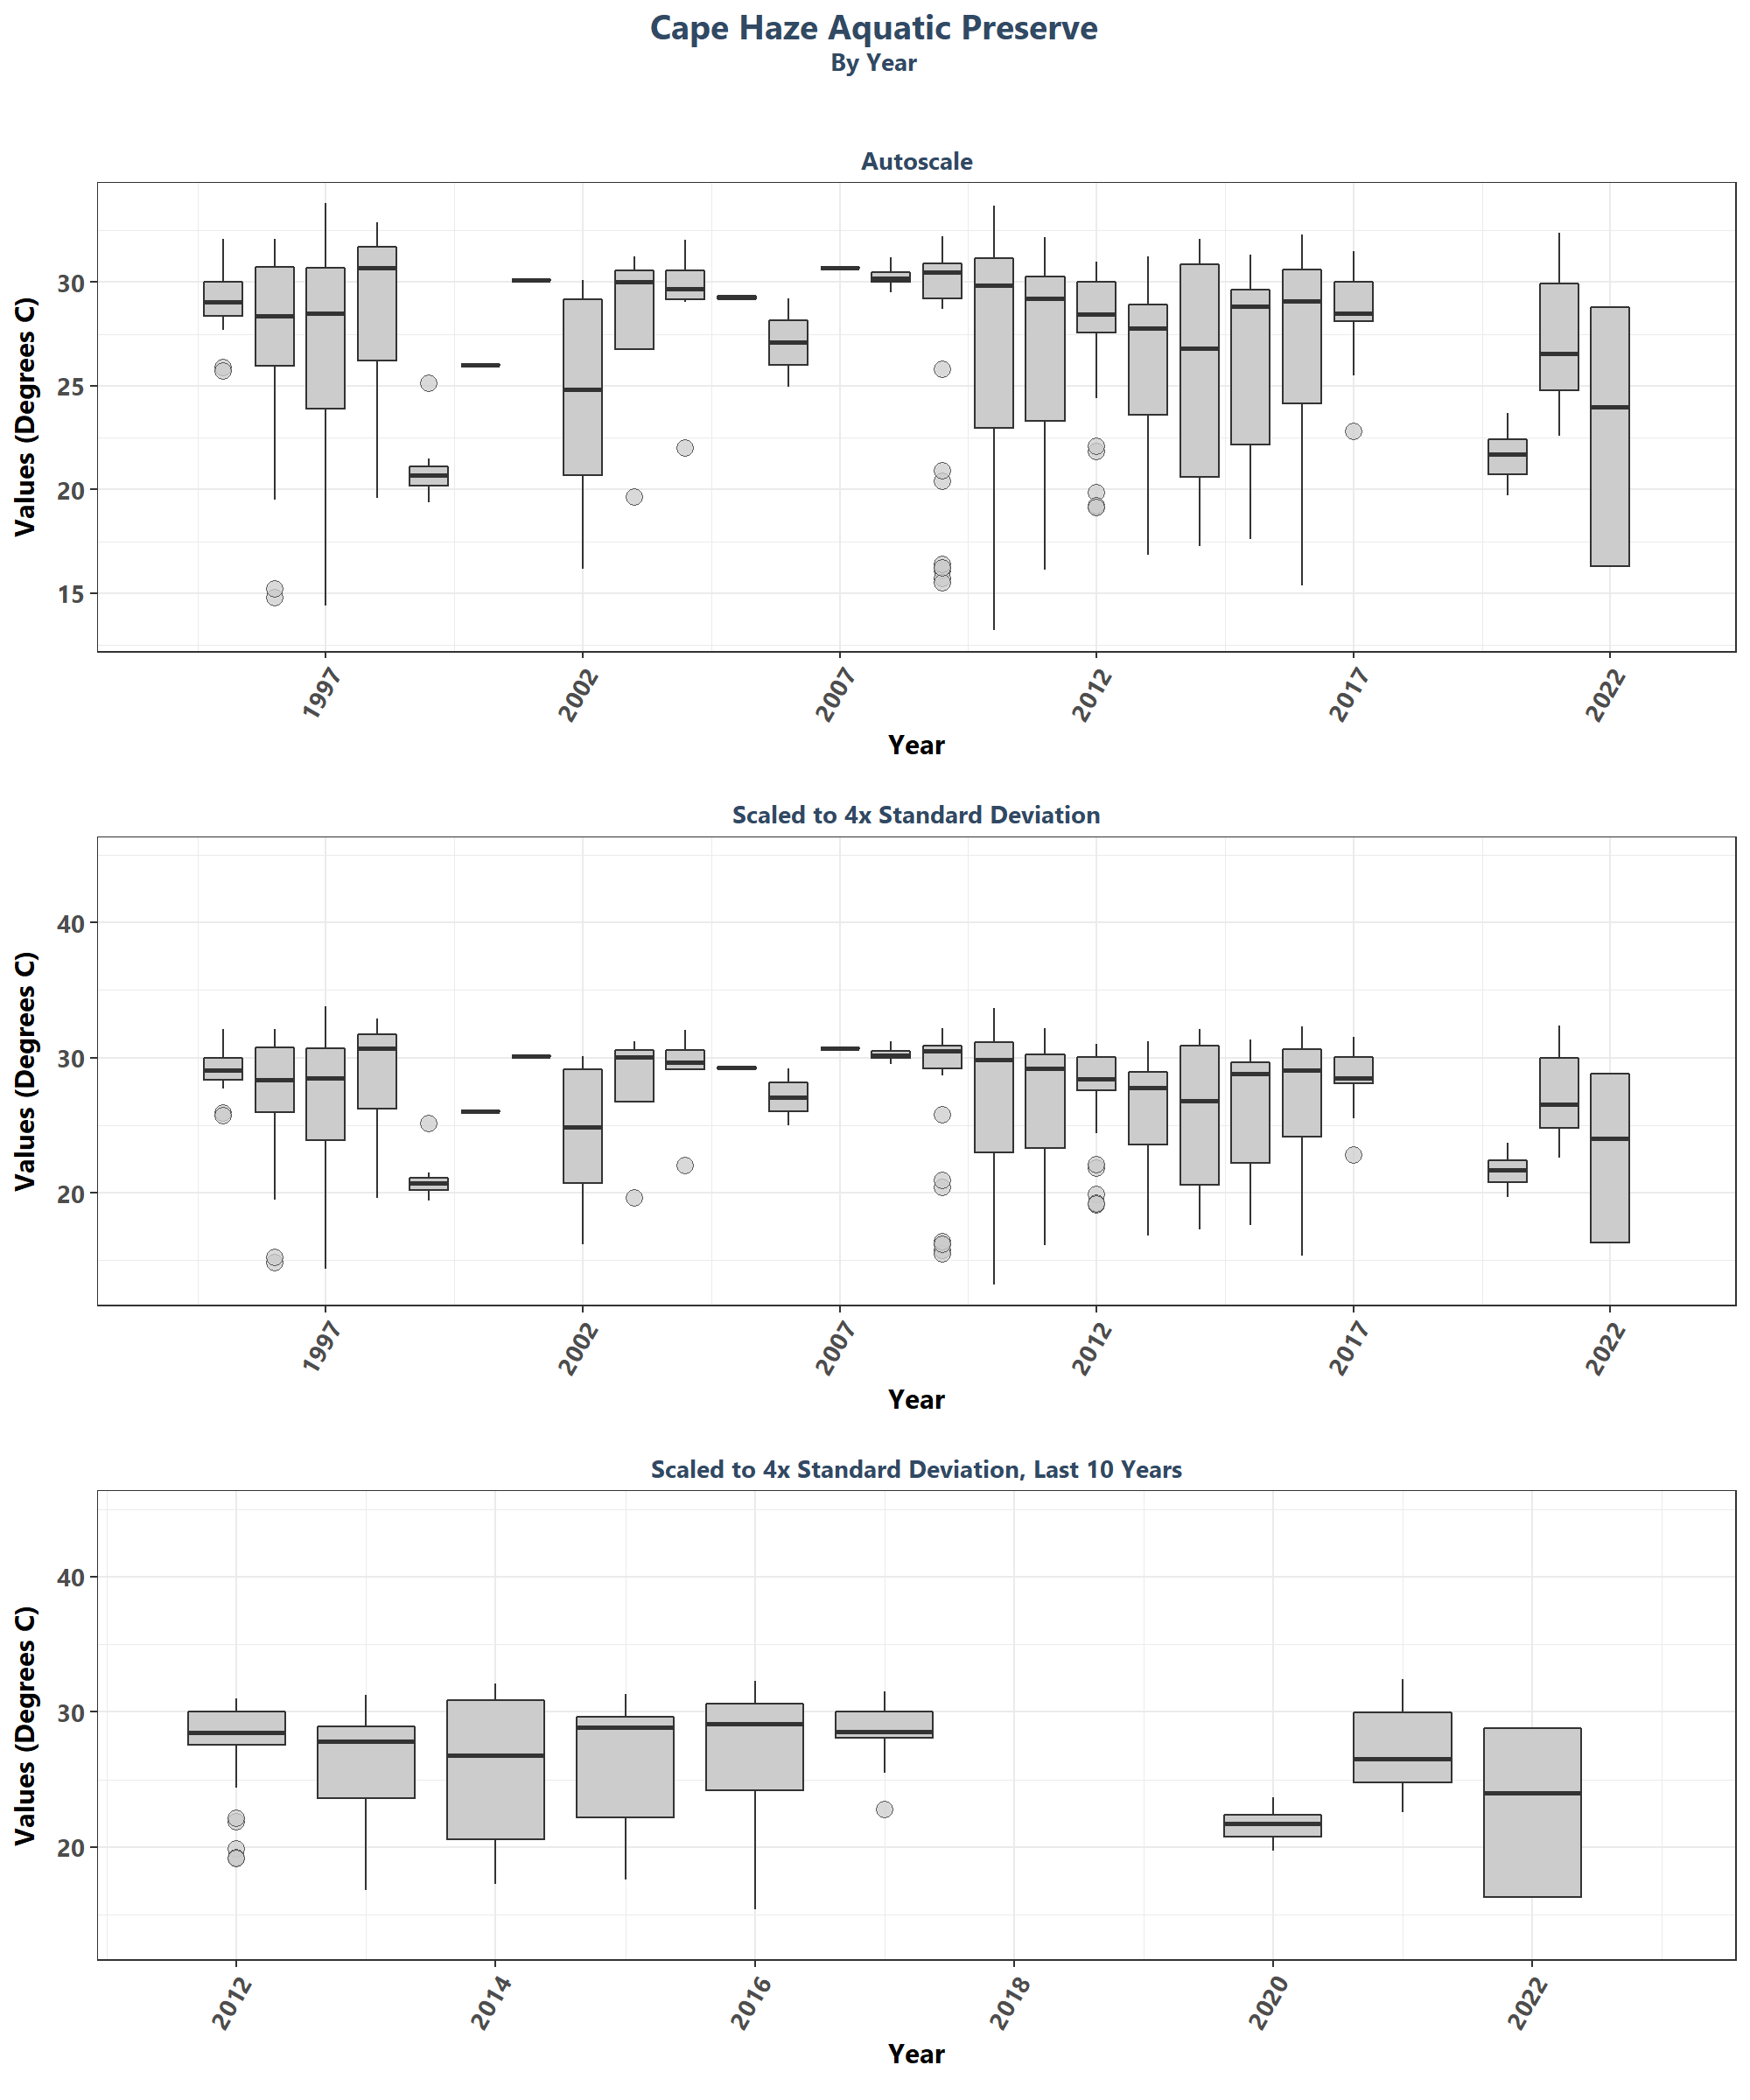 Cape Haze Aquatic Preserve
By Year
Autoscale
Values (Degrees C)
30
25
20
15
1997
2002
2007
2012
2017
2022
Year
Scaled to 4x Standard Deviation
Values (Degrees C)
40
30
20
1997
2002
2007
2012
2017
2022
Year
Scaled to 4x Standard Deviation, Last 10 Years
Values (Degrees C)
40
30
20
2012
2014
2016
2018
2020
2022
Year